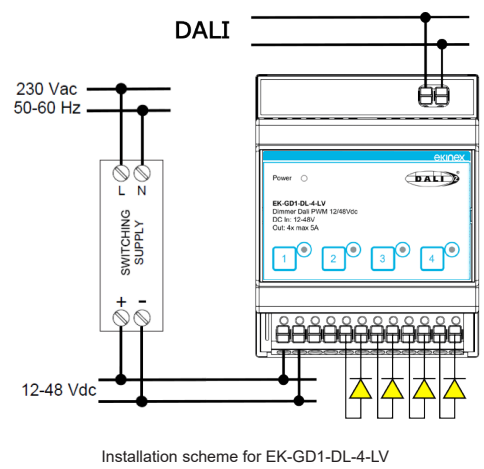 DALI
230 Vac
50-60 Hz
L N
SWITCHING
SUPPLY
+ -
12-48 Vdc
ekinex
Power
DALI 2
EK-GD1-DL-4-LV
Dimmer Dali PWM 12/48Vdc
DC In: 12-48V
Out: 4x max 5A
1 2 3 4
Installation scheme for EK-GD1-DL-4-LV